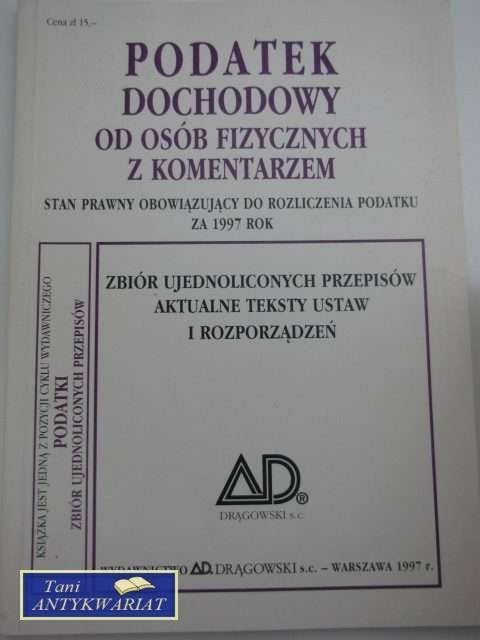 Cena zł 15,–
PODATEK
DOCHODOWY
OD OSÓB FIZYCZNYCH
Z KOMENTARZEM
STAN PRAWNY OBOWIĄZUJĄCY DO ROZLICZENIA PODATKU
ZA 1997 ROK
KSIĄŻKA JEST JEDNĄ Z POZYCJI CYKLU WYDAWNICZEGO
PODATKI
ZBIÓR UJEDNOLICONYCH PRZEPISÓW
ZBIÓR UJEDNOLICONYCH PRZEPISÓW
AKTUALNE TEKSTY USTAW
I ROZPORZĄDZEŃ
AD®
DRĄGOWSKI s.c.
WYDAWNICTWO AD. DRĄGOWSKI s.c. – WARSZAWA 1997 r.
Tani
ANTYKWARIAT